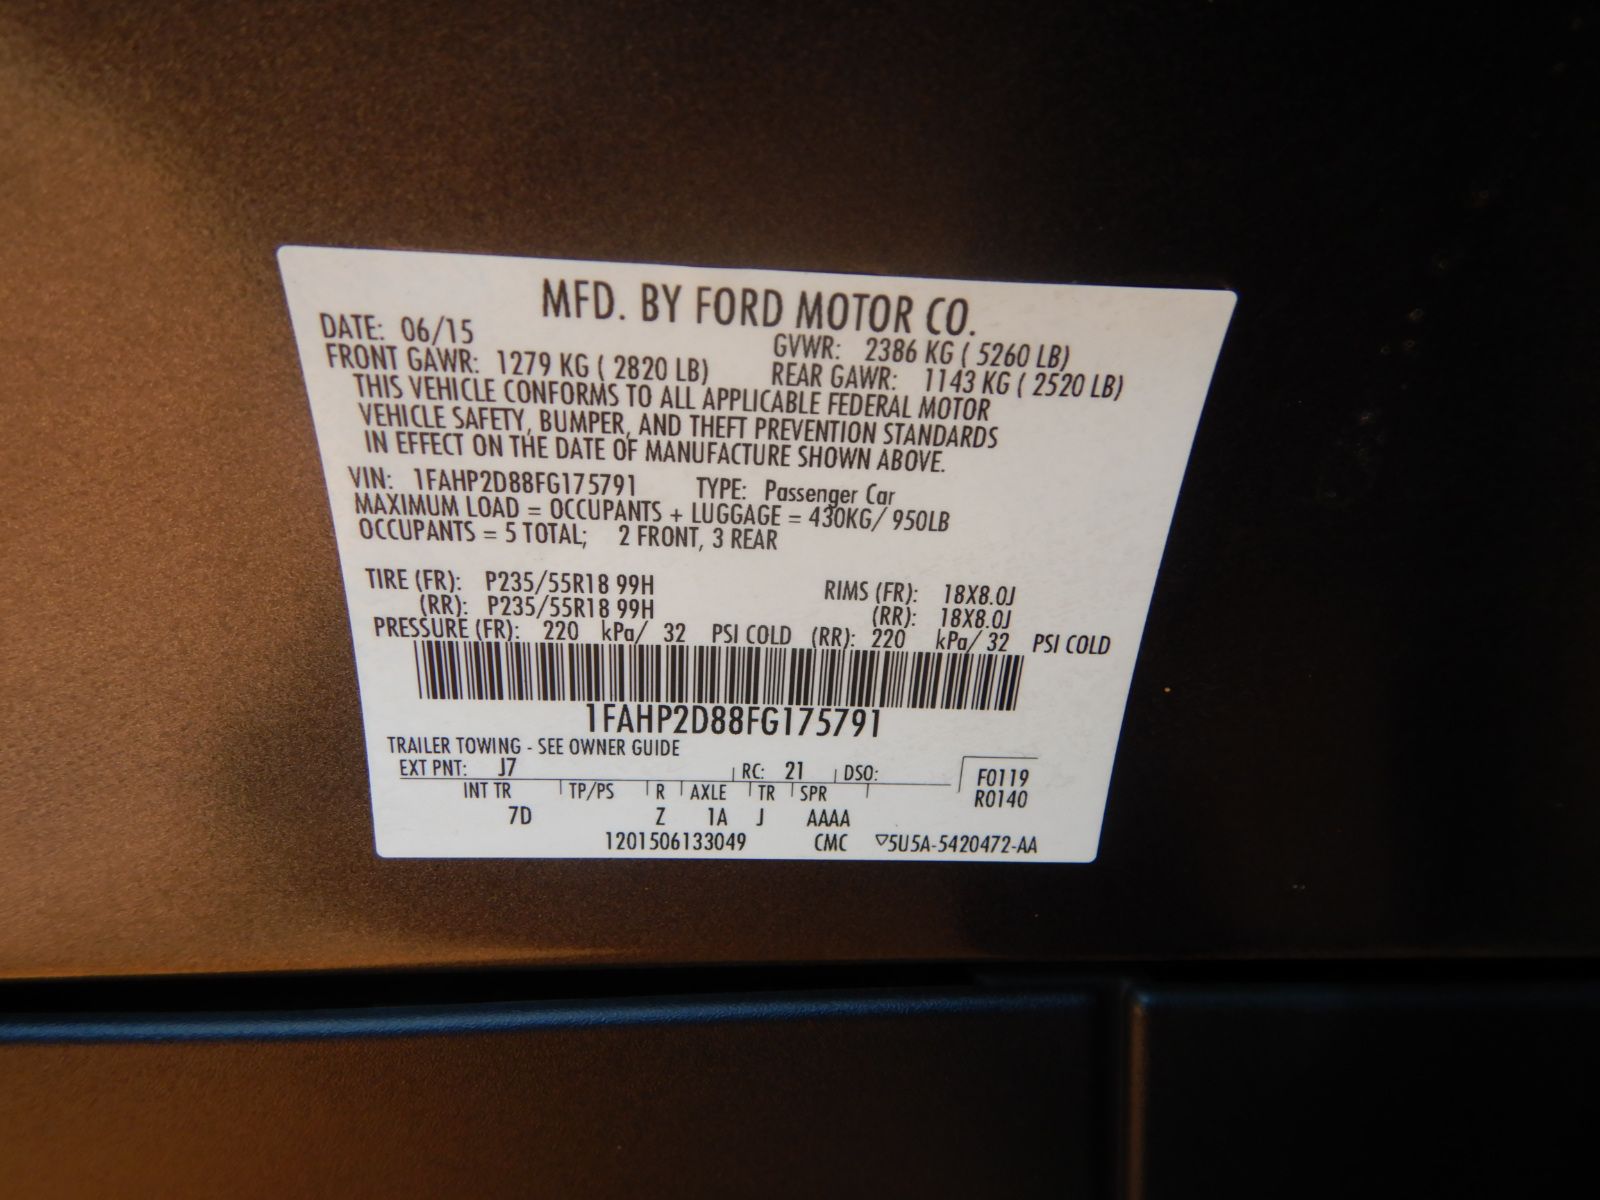 MFD. BY FORD MOTOR CO.
DATE: 06/15 GVWR: 2386 KG ( 5260 LB)
FRONT GAWR: 1279 KG ( 2820 LB) REAR GAWR: 1143 KG ( 2520 LB)
THIS VEHICLE CONFORMS TO ALL APPLICABLE FEDERAL MOTOR
VEHICLE SAFETY, BUMPER, AND THEFT PREVENTION STANDARDS
IN EFFECT ON THE DATE OF MANUFACTURE SHOWN ABOVE.
VIN: 1FAHP2D88FG175791 TYPE: Passenger Car
MAXIMUM LOAD = OCCUPANTS + LUGGAGE = 430KG/ 950LB
OCCUPANTS = 5 TOTAL; 2 FRONT, 3 REAR
TIRE (FR): P235/55R18 99H RIMS (FR): 18X8.0J
(RR): P235/55R18 99H (RR): 18X8.0J
PRESSURE (FR): 220 kPa/ 32 PSI COLD (RR): 220 kPa/ 32 PSI COLD
1FAHP2D88FG175791
TRAILER TOWING - SEE OWNER GUIDE
EXT PNT: J7 RC: 21 DSO: F0119
INT TR TP/PS R AXLE TR SPR R0140
7D Z 1A J AAAA
1201506133049 CMC ▽5U5A-5420472-AA